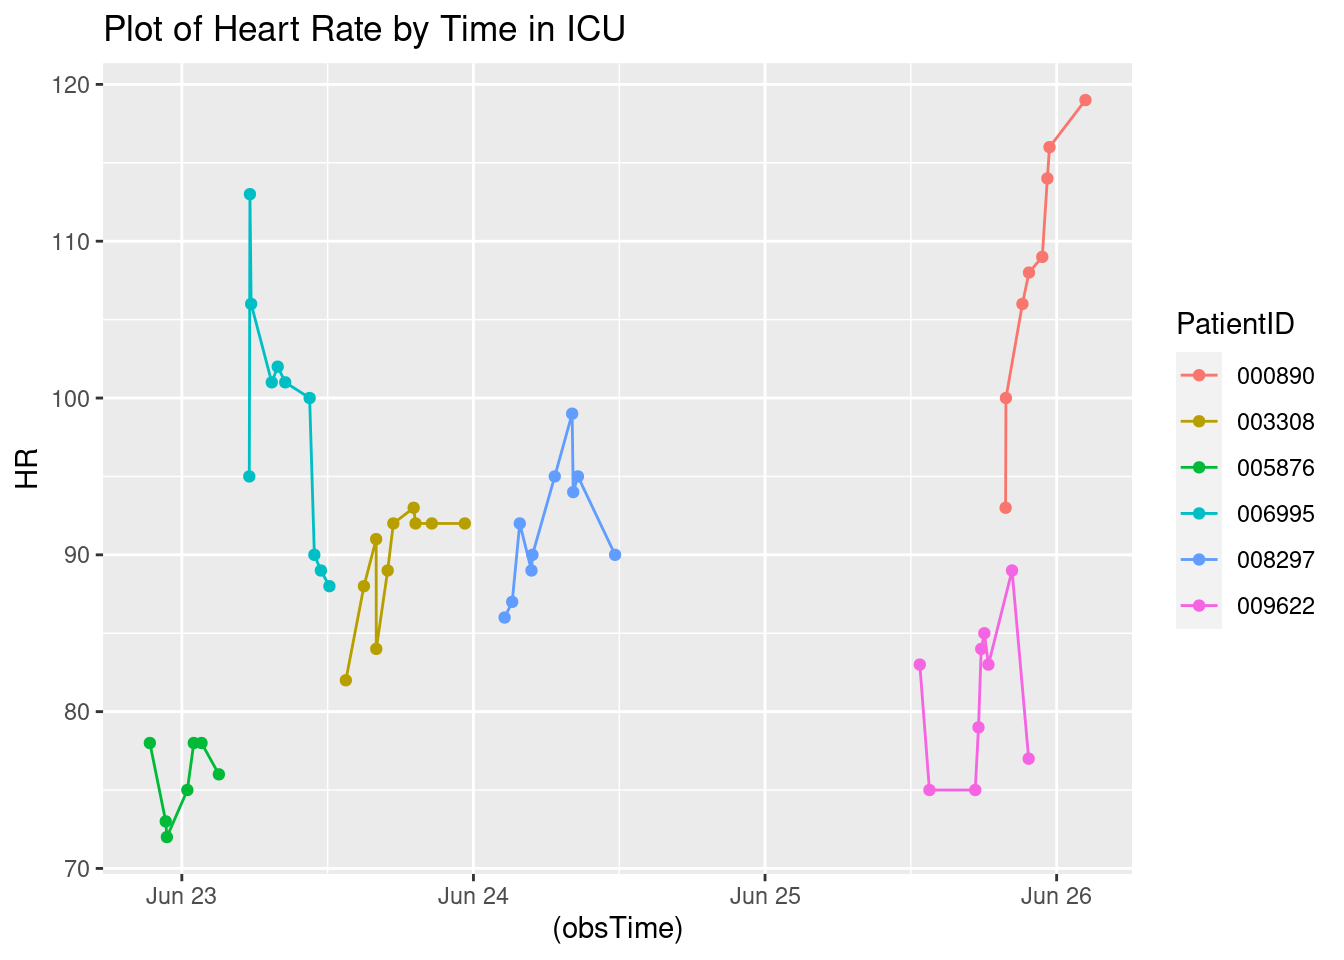 Plot of Heart Rate by Time in ICU
120
110
100
90
80
70
HR
Jun 23
Jun 24
Jun 25
Jun 26
(obsTime)
PatientID
000890
003308
005876
006995
008297
009622